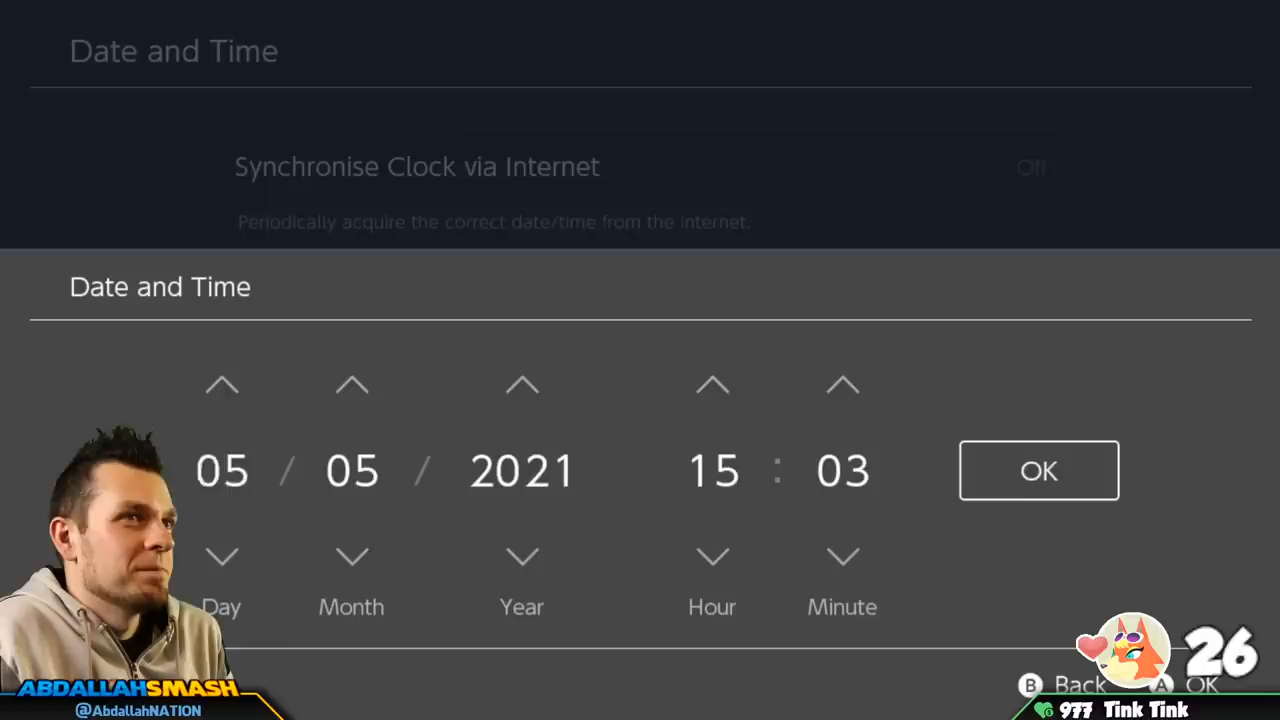 Date and Time
Synchronise Clock via Internet Off
Periodically acquire the correct date/time from the internet.
Date and Time
05 / 05 / 2021 15 : 03 OK
Day Month Year Hour Minute
26
B Back A OK
ABDALLAHSMASH
@AbdallahNATION
977 Tink Tink